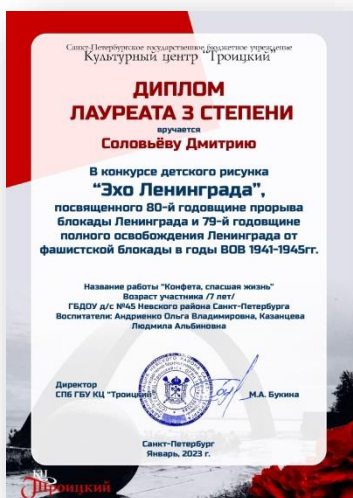 Санкт-Петербургское государственное бюджетное учреждение
Культурный центр "Троицкий"
ДИПЛОМ
ЛАУРЕАТА 3 СТЕПЕНИ
вручается
Соловьёву Дмитрию
В конкурсе детского рисунка
“Эхо Ленинграда”,
посвященного 80-й годовщине прорыва
блокады Ленинграда и 79-й годовщине
полного освобождения Ленинграда от
фашистской блокады в годы ВОВ 1941-1945гг.
Название работы “Конфета, спасшая жизнь”
Возраст участника /7 лет/
ГБДОУ д/с №45 Невского района Санкт-Петербурга
Воспитатели: Андриенко Ольга Владимировна, Казанцева
Людмила Альбиновна
Директор
СПб ГБУ КЦ “Троицкий
М.А. Букина
Санкт-Петербург
Январь, 2023 г.
КЦ
Троицкий